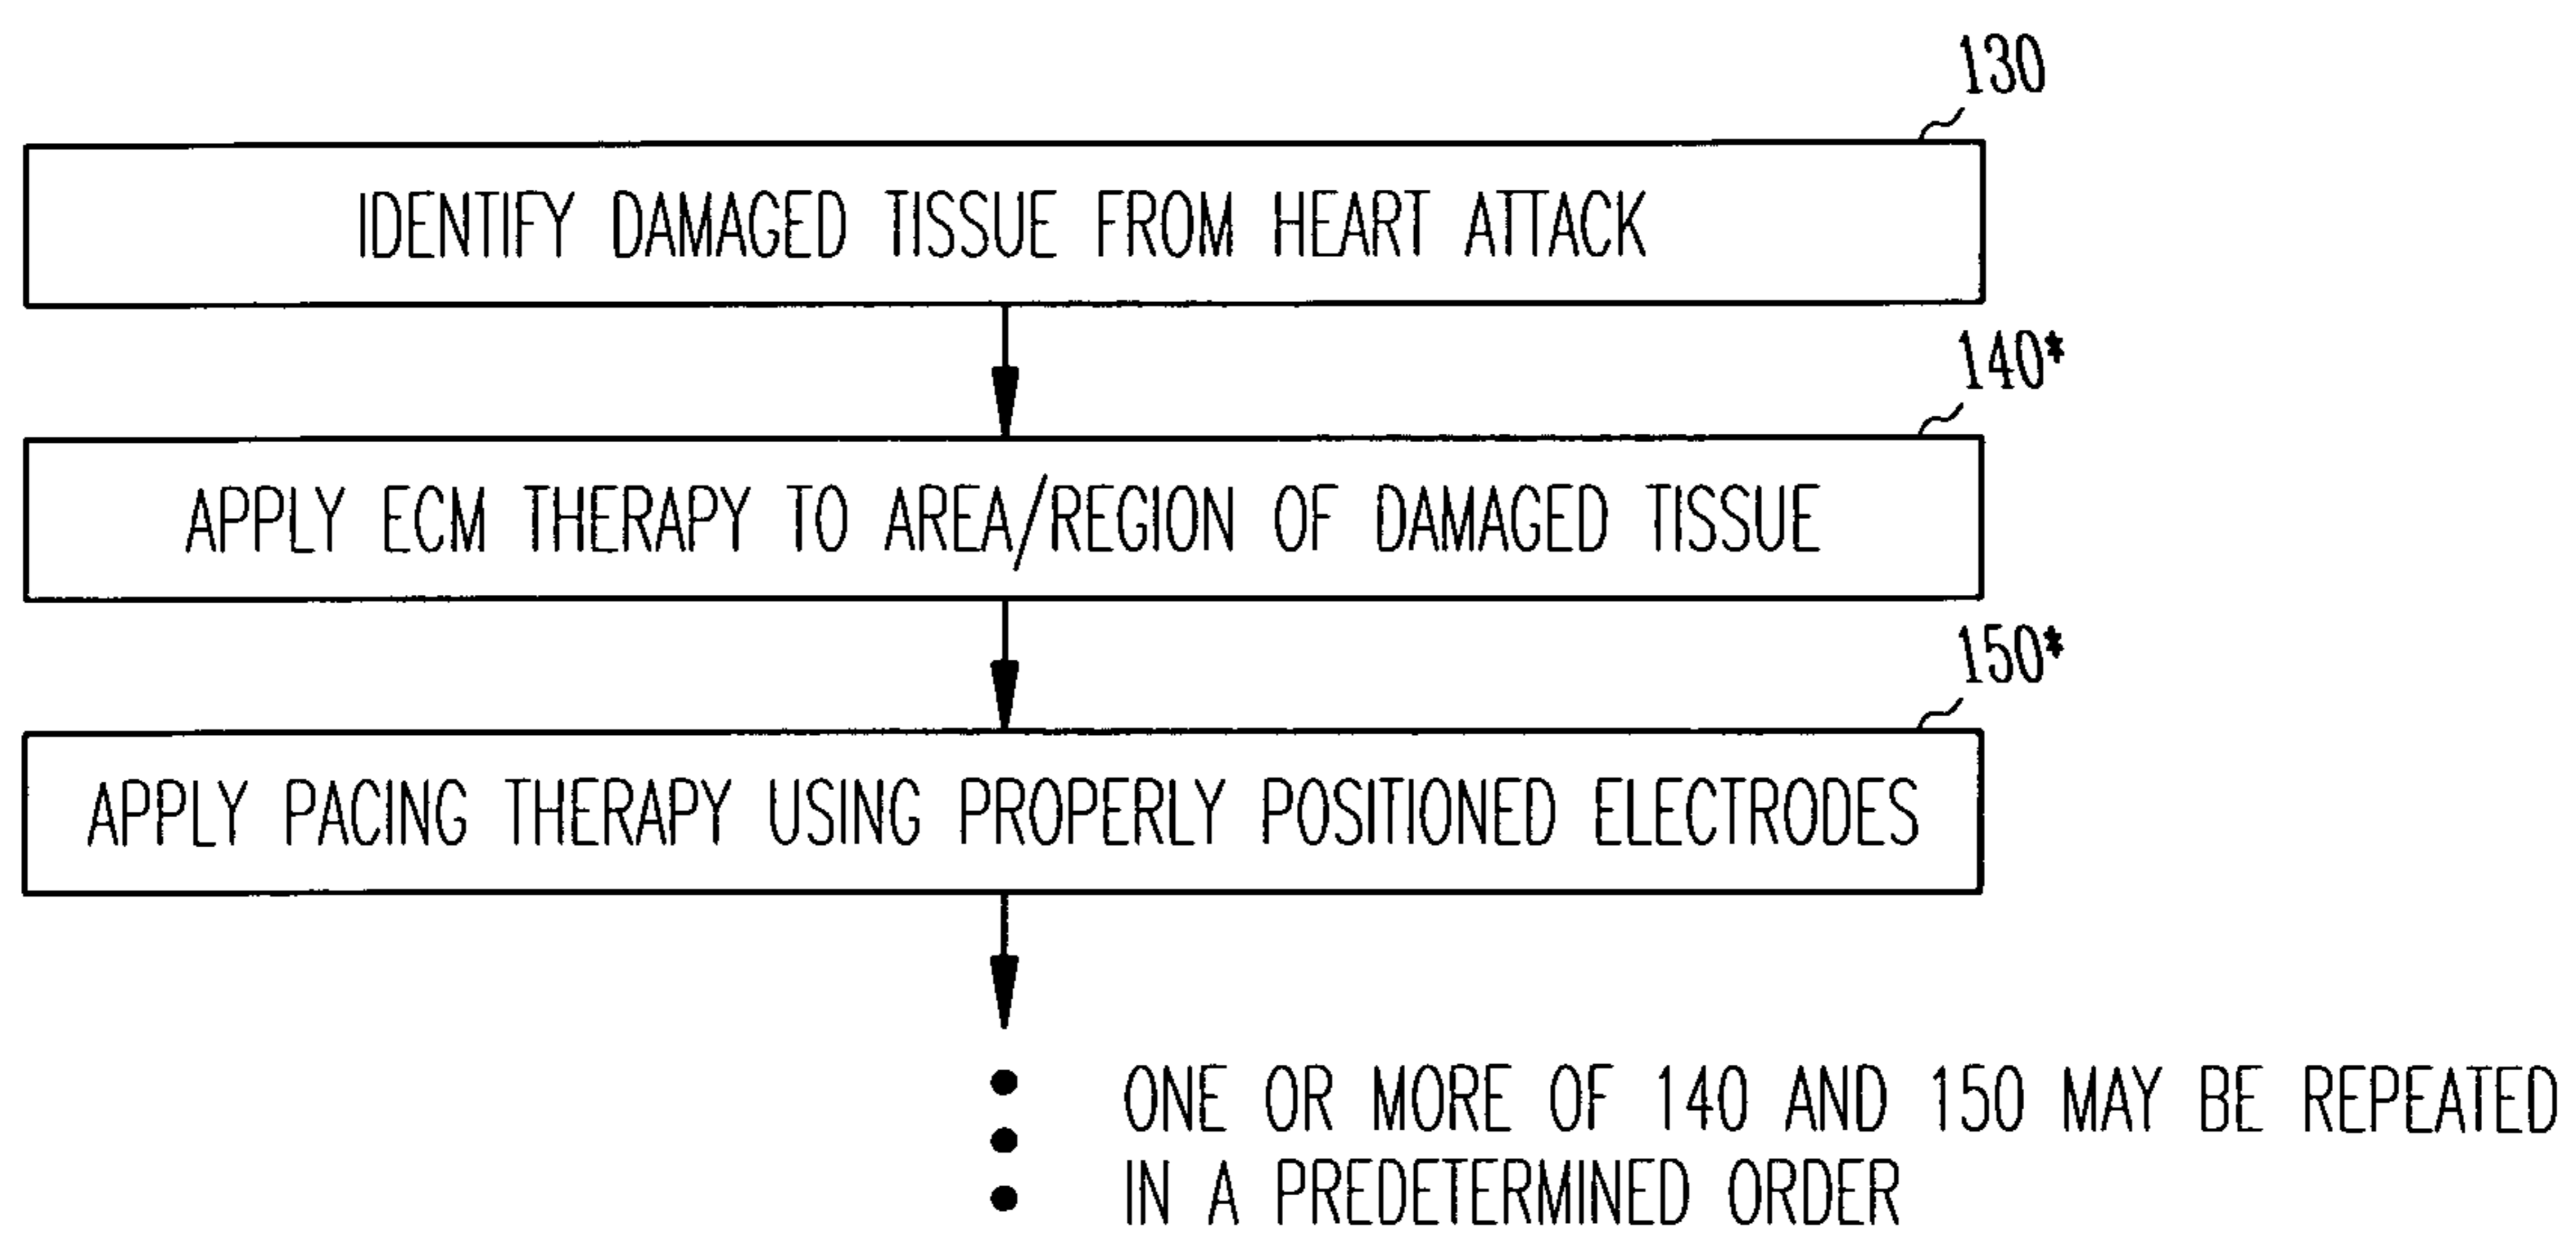 130
IDENTIFY DAMAGED TISSUE FROM HEART ATTACK
140*
APPLY ECM THERAPY TO AREA/REGION OF DAMAGED TISSUE
150*
APPLY PACING THERAPY USING PROPERLY POSITIONED ELECTRODES
ONE OR MORE OF 140 AND 150 MAY BE REPEATED
IN A PREDETERMINED ORDER